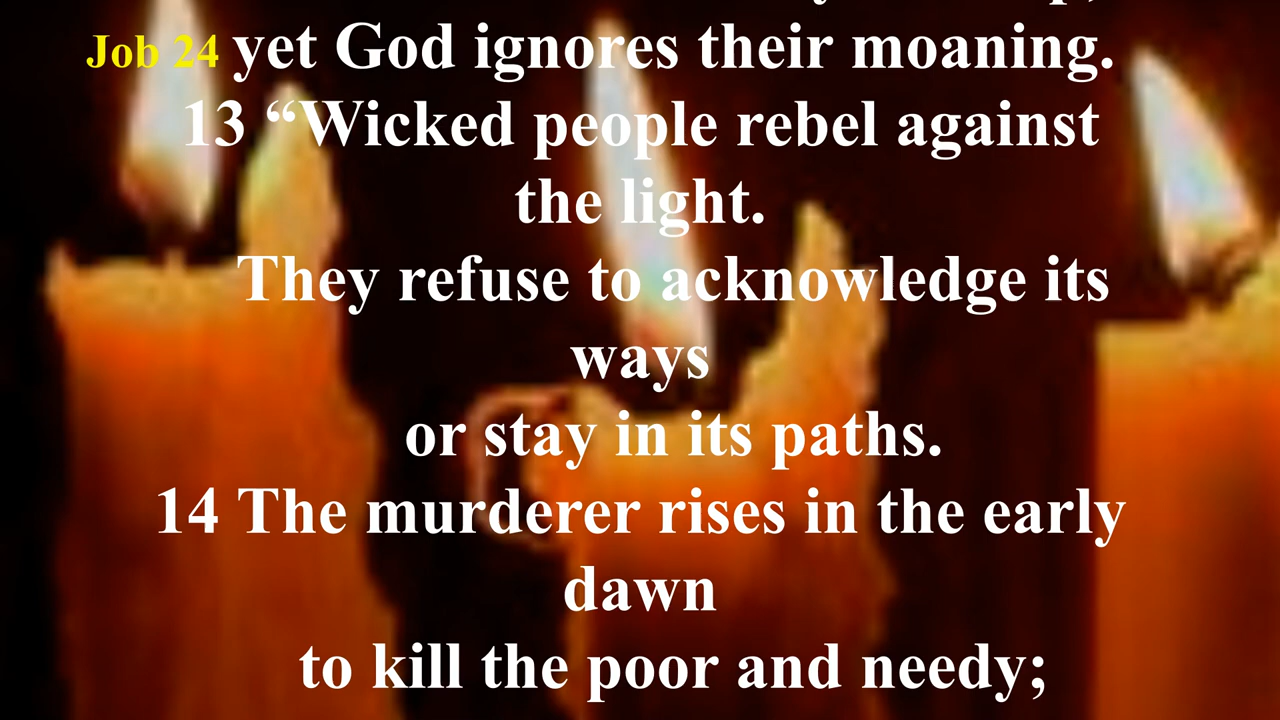 Job 24 yet God ignores their moaning.
13 “Wicked people rebel against
the light.
They refuse to acknowledge its
ways
or stay in its paths.
14 The murderer rises in the early
dawn
to kill the poor and needy;